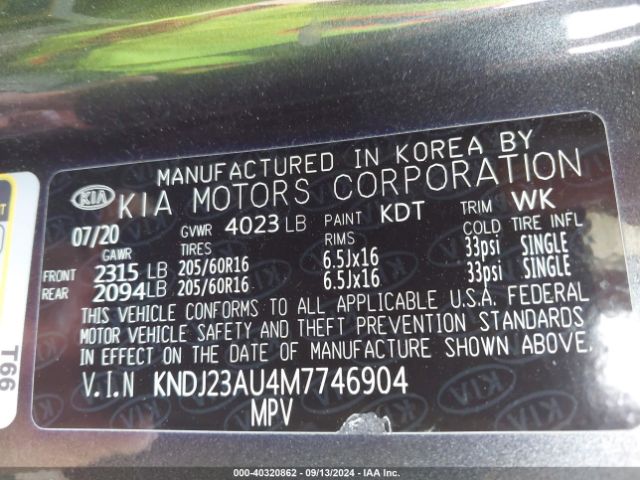 MANUFACTURED IN KOREA BY
KIA KIA MOTORS CORPORATION
07/20 GVWR 4023 LB PAINT KDT TRIM WK
GAWR TIRES RIMS COLD TIRE INFL
FRONT 2315 LB 205/60R16 6.5Jx16 33psi SINGLE
REAR 2094 LB 205/60R16 6.5Jx16 33psi SINGLE
THIS VEHICLE CONFORMS TO ALL APPLICABLE U.S.A. FEDERAL
MOTOR VEHICLE SAFETY AND THEFT PREVENTION STANDARDS
IN EFFECT ON THE DATE OF MANUFACTURE SHOWN ABOVE.
V.I.N KNDJ23AU4M7746904
MPV
T66
000-40320862 - 09/13/2024 - IAA Inc.